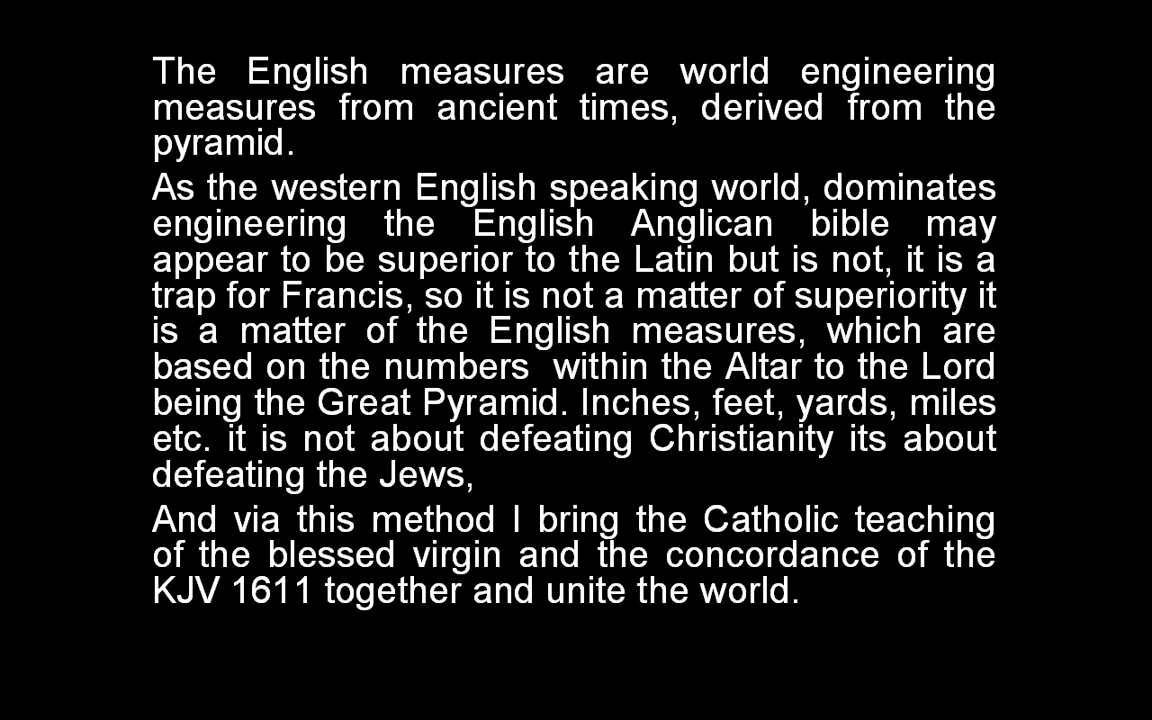 The English measures are world engineering
measures from ancient times, derived from the
pyramid.
As the western English speaking world, dominates
engineering the English Anglican bible may
appear to be superior to the Latin but is not, it is a
trap for Francis, so it is not a matter of superiority it
is a matter of the English measures, which are
based on the numbers  within the Altar to the Lord
being the Great Pyramid. Inches, feet, yards, miles
etc. it is not about defeating Christianity its about
defeating the Jews,
And via this method I bring the Catholic teaching
of the blessed virgin and the concordance of the
KJV 1611 together and unite the world.